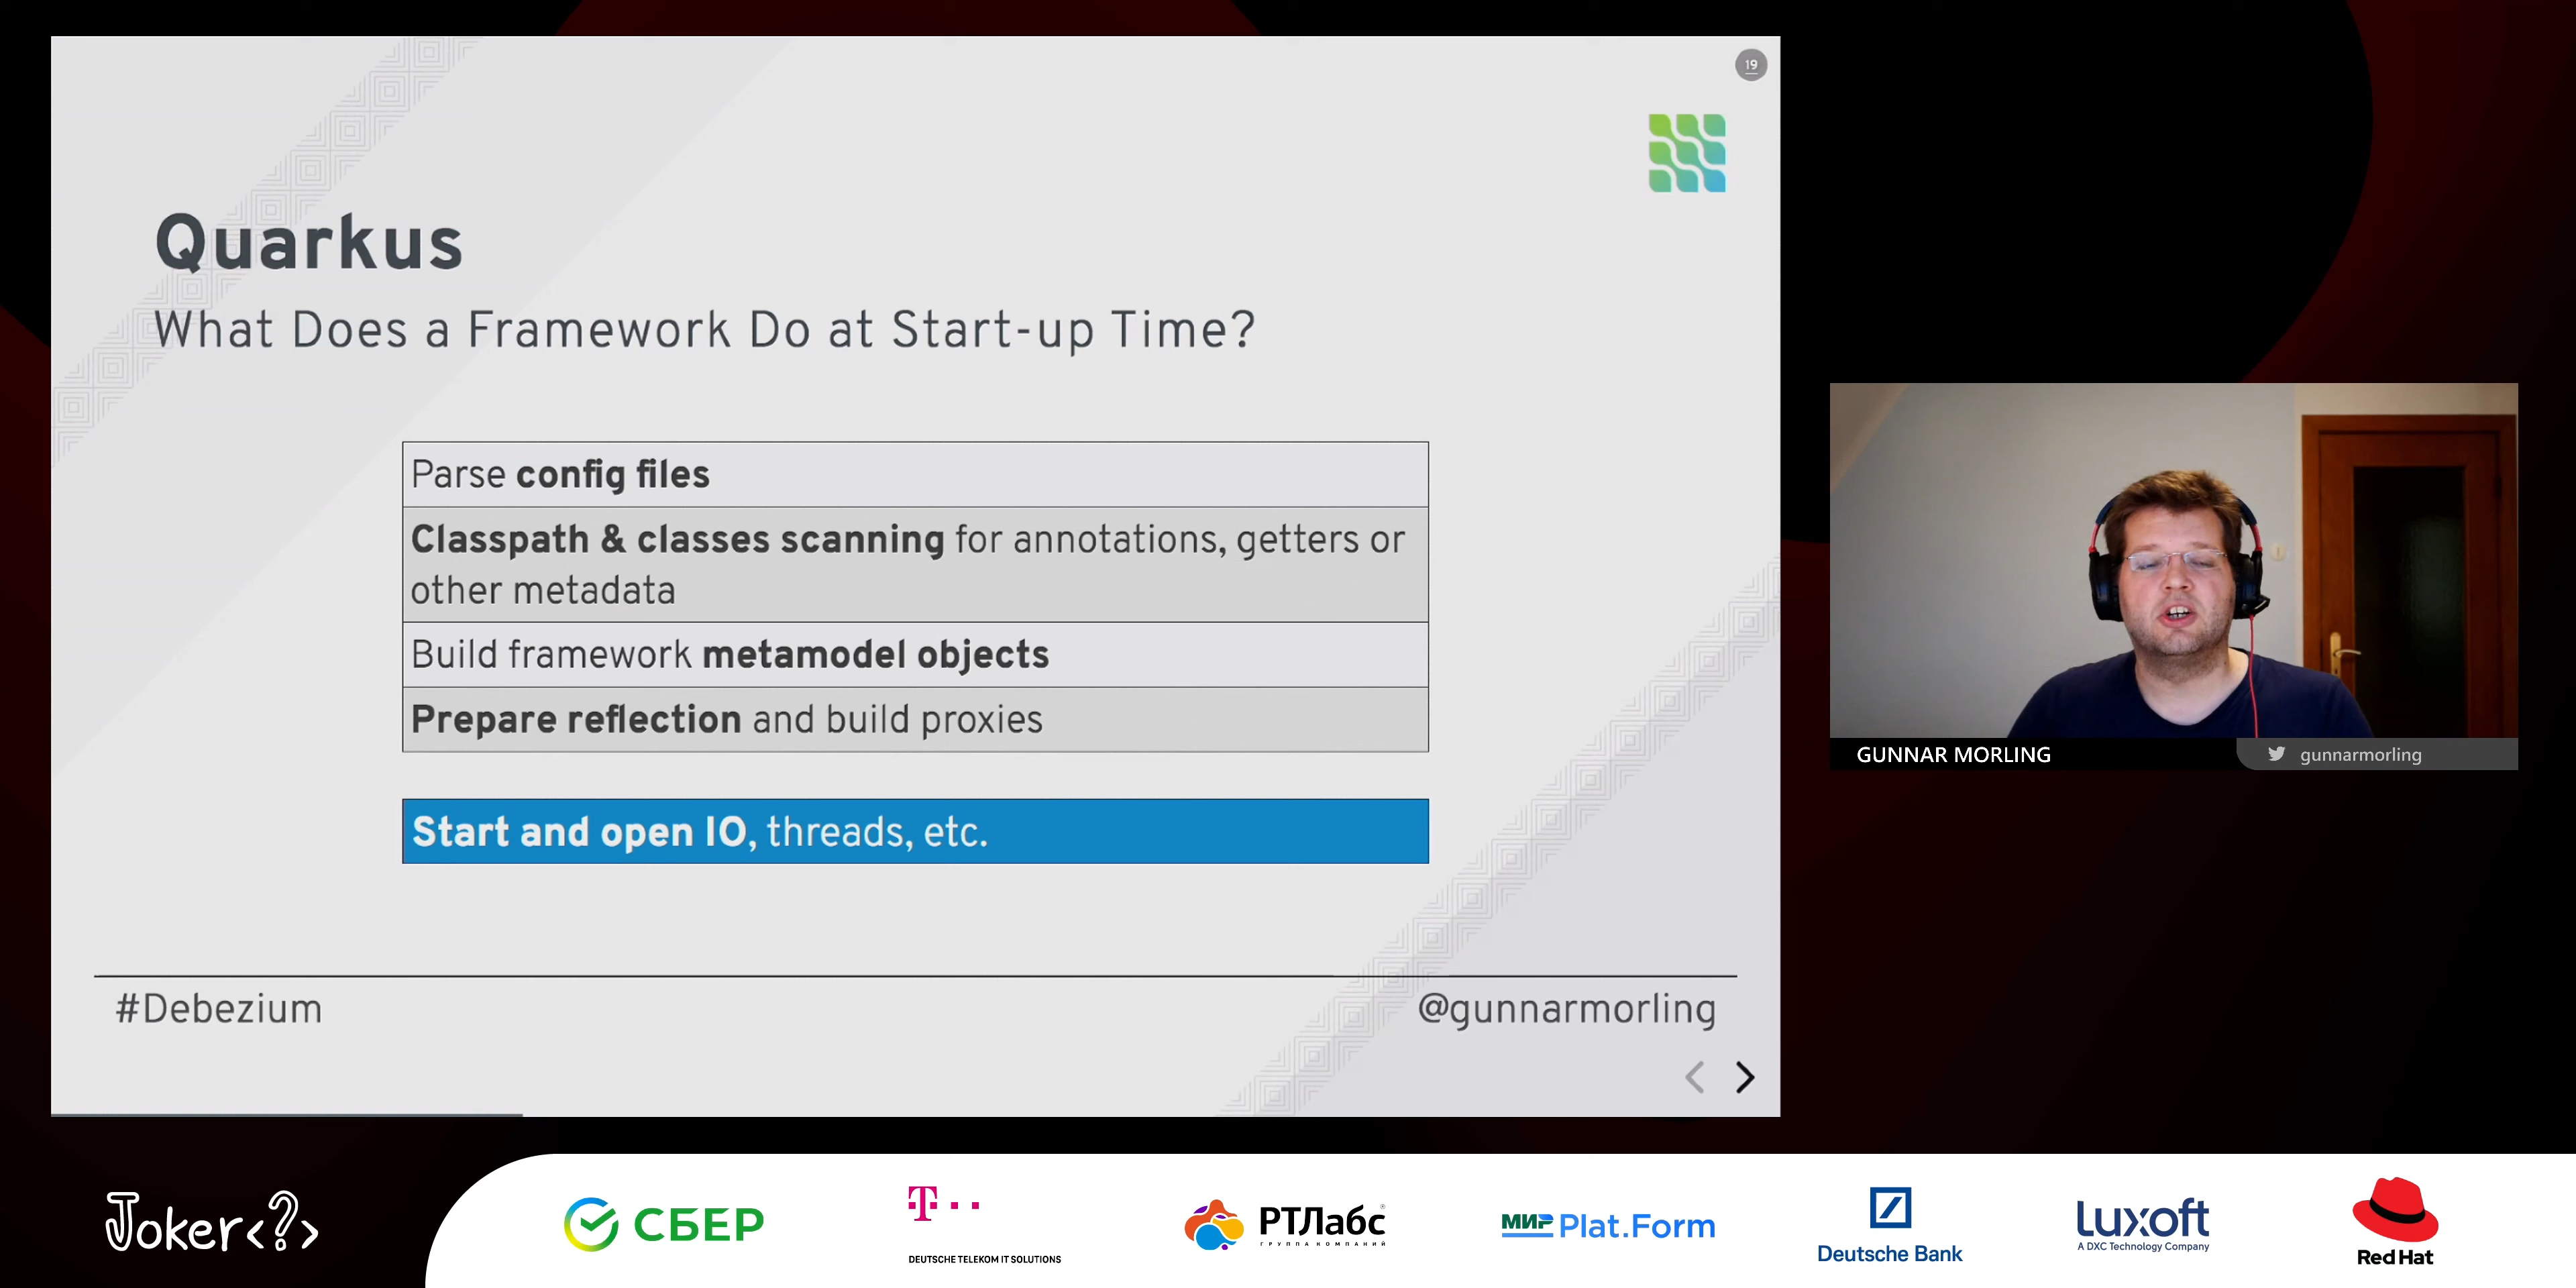 19
Quarkus
What Does a Framework Do at Start-up Time?
Parse config files
Classpath & classes scanning for annotations, getters or
other metadata
Build framework metamodel objects
Prepare reflection and build proxies
Start and open IO, threads, etc.
#Debezium
@gunnarmorling
GUNNAR MORLING
gunnarmorling
Joker<?>
СБЕР
T
DEUTSCHE TELEKOM IT SOLUTIONS
РТЛабс
ГРУППА КОМПАНИЙ
МИР Plat.Form
Deutsche Bank
Luxoft
A DXC Technology Company
Red Hat